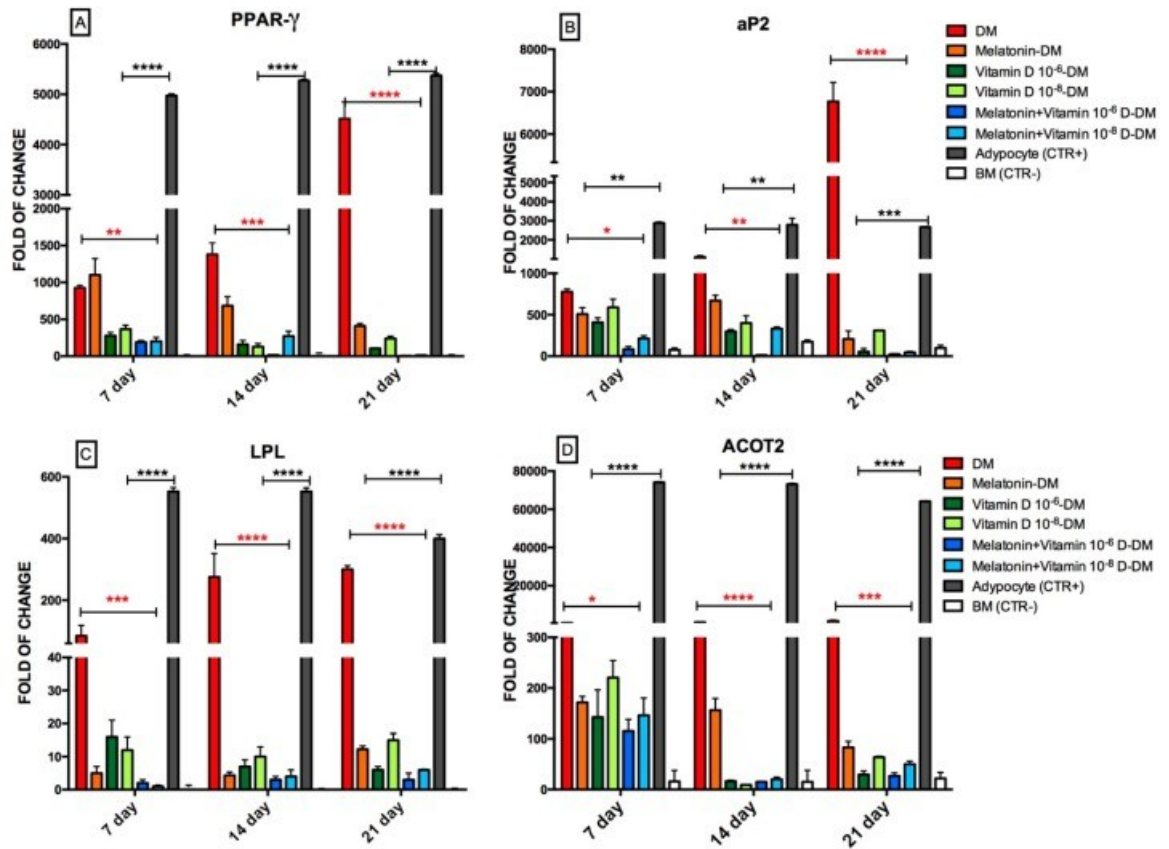 A
PPAR-γ
FOLD OF CHANGE
6000
5000
4000
3000
2000
1500
1000
500
0
**
****
***
****
****
****
7 day
14 day
21 day
B
aP2
FOLD OF CHANGE
8000
7000
6000
5000
4000
3000
2000
1000
500
0
*
**
**
**
****
***
7 day
14 day
21 day
DM
Melatonin-DM
Vitamin D 10⁻⁶-DM
Vitamin D 10⁻⁸-DM
Melatonin+Vitamin 10⁻⁶ D-DM
Melatonin+Vitamin 10⁻⁸ D-DM
Adypocyte (CTR+)
BM (CTR-)
C
LPL
FOLD OF CHANGE
600
400
200
40
30
20
10
0
***
****
****
****
****
****
7 day
14 day
21 day
D
ACOT2
FOLD OF CHANGE
80000
60000
40000
20000
300
200
100
0
*
****
****
****
***
****
7 day
14 day
21 day
DM
Melatonin-DM
Vitamin D 10⁻⁶-DM
Vitamin D 10⁻⁸-DM
Melatonin+Vitamin 10⁻⁶ D-DM
Melatonin+Vitamin 10⁻⁸ D-DM
Adypocyte (CTR+)
BM (CTR-)